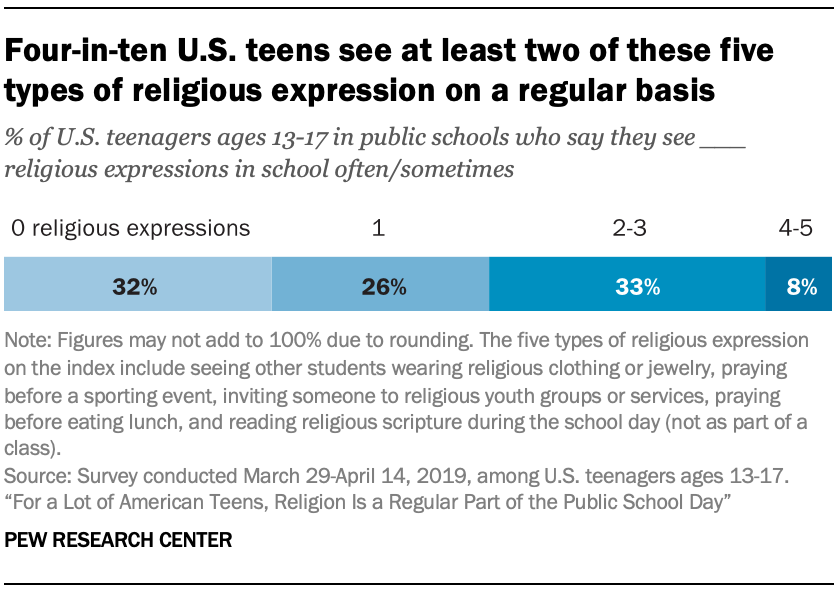 Four-in-ten U.S. teens see at least two of these five
types of religious expression on a regular basis
% of U.S. teenagers ages 13-17 in public schools who say they see ___
religious expressions in school often/sometimes
0 religious expressions 1 2-3 4-5
32% 26% 33% 8%
Note: Figures may not add to 100% due to rounding. The five types of religious expression
on the index include seeing other students wearing religious clothing or jewelry, praying
before a sporting event, inviting someone to religious youth groups or services, praying
before eating lunch, and reading religious scripture during the school day (not as part of a
class).
Source: Survey conducted March 29-April 14, 2019, among U.S. teenagers ages 13-17.
“For a Lot of American Teens, Religion Is a Regular Part of the Public School Day”
PEW RESEARCH CENTER